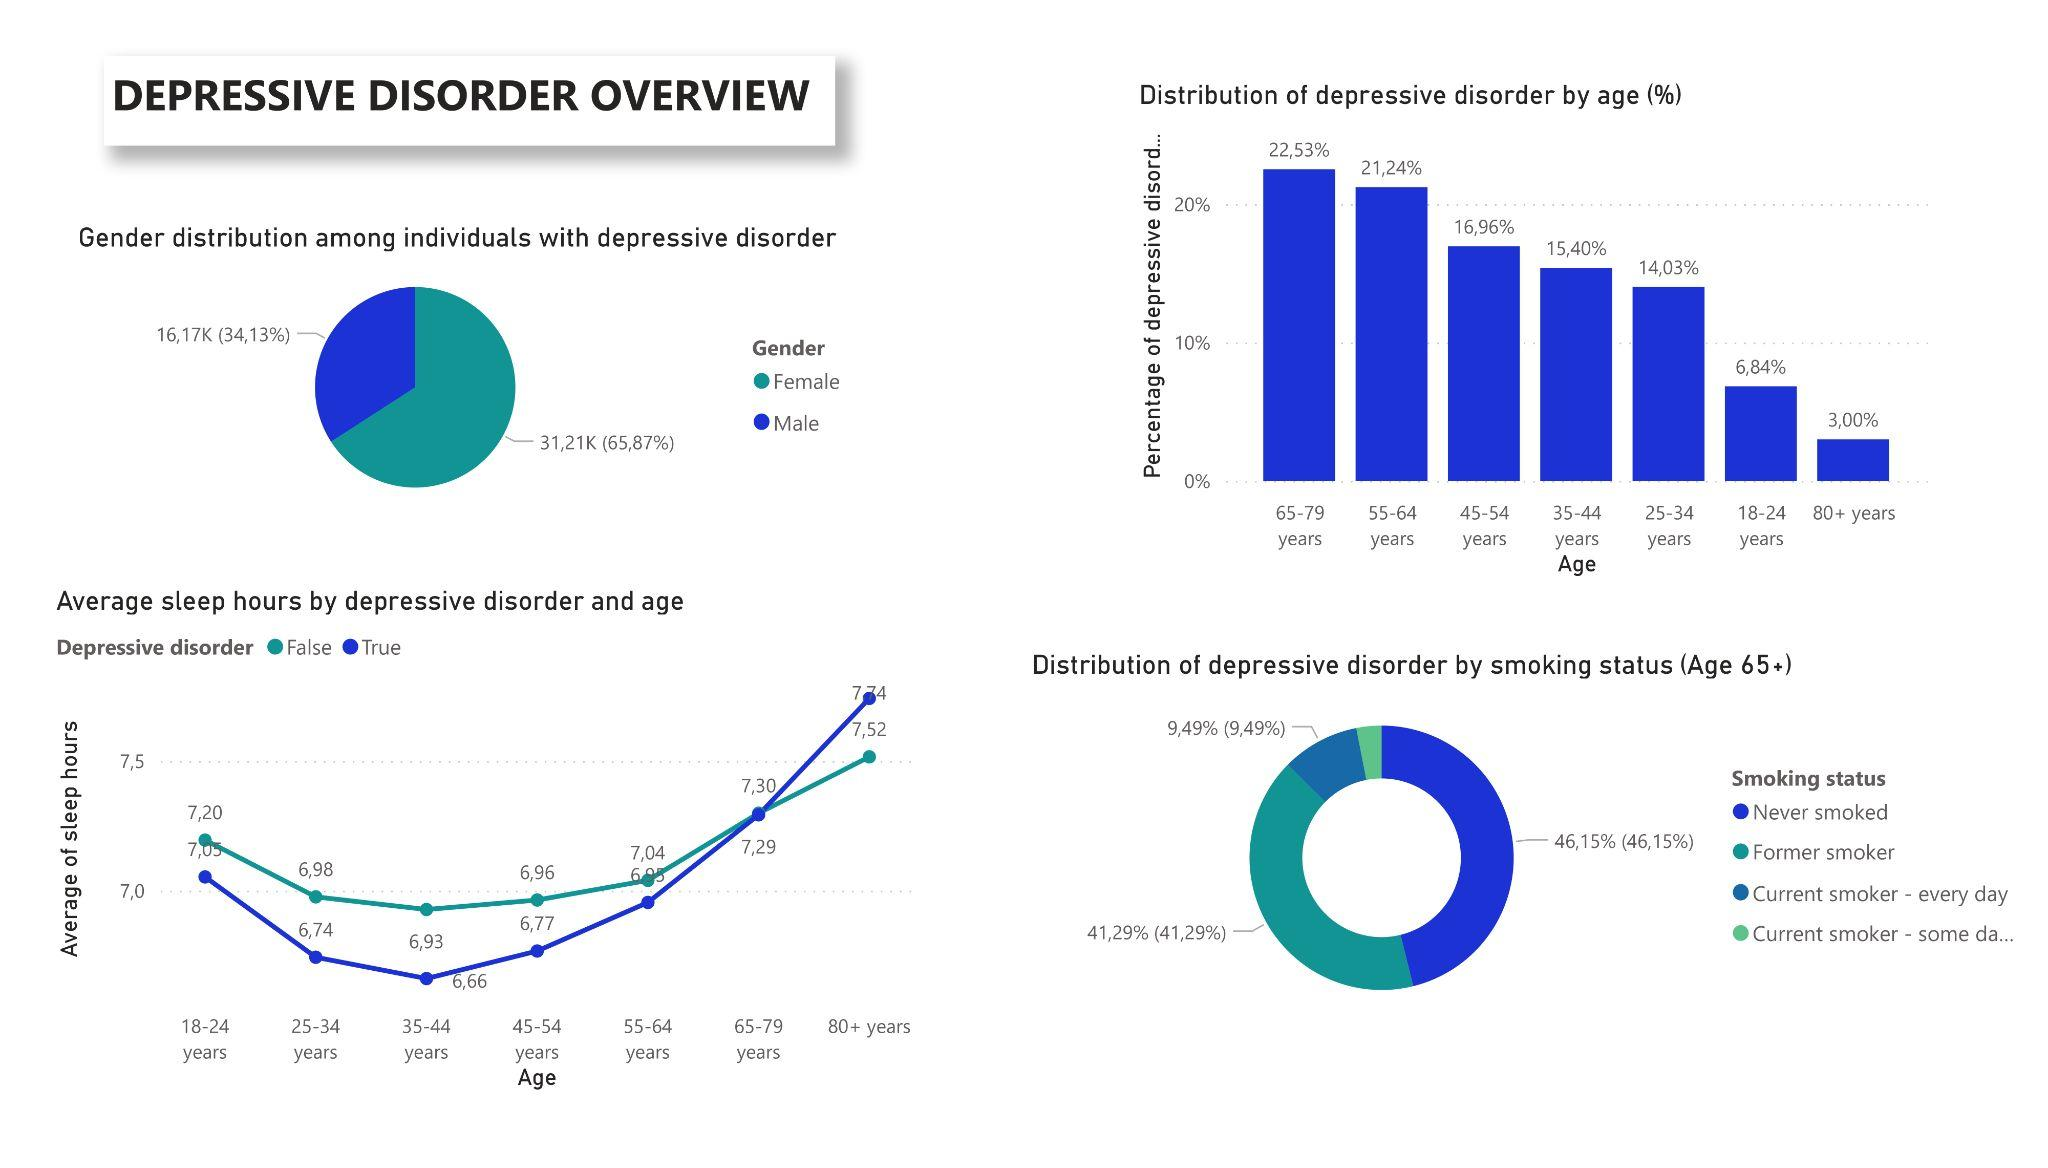 DEPRESSIVE DISORDER OVERVIEW
Gender distribution among individuals with depressive disorder
16,17K (34,13%)
31,21K (65,87%)
Gender
Female
Male
Distribution of depressive disorder by age (%)
Percentage of depressive disord...
20%
10%
0%
22,53%
21,24%
16,96%
15,40%
14,03%
6,84%
3,00%
65-79 55-64 45-54 35-44 25-34 18-24 80+ years
years years years years years years
Age
Average sleep hours by depressive disorder and age
Depressive disorder False True
Average of sleep hours
7,5
7,0
7,20
7,05
6,98
6,74
6,93
6,66
6,96
6,77
7,04
6,95
7,30
7,29
7,74
7,52
18-24 25-34 35-44 45-54 55-64 65-79 80+ years
years years years years years years
Age
Distribution of depressive disorder by smoking status (Age 65+)
9,49% (9,49%)
46,15% (46,15%)
41,29% (41,29%)
Smoking status
Never smoked
Former smoker
Current smoker - every day
Current smoker - some da...